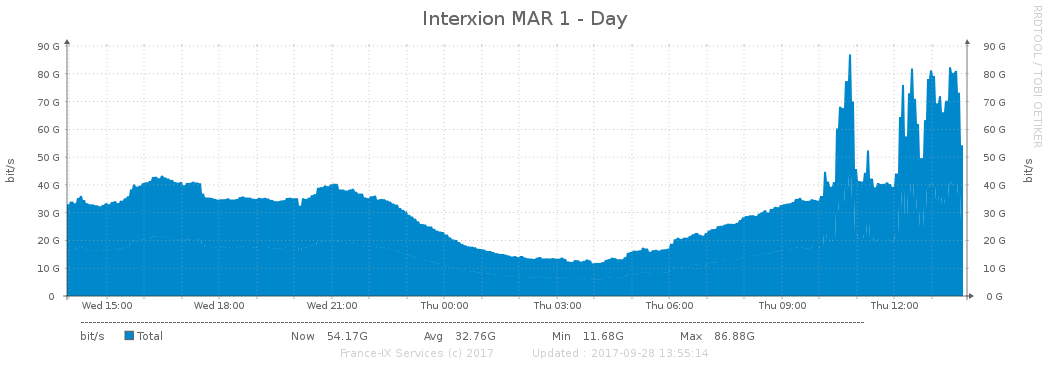 Interxion MAR 1 - Day
RRDTOOL / TOBI OETIKER
90 G 90 G
80 G 80 G
70 G 70 G
60 G 60 G
50 G 50 G
40 G 40 G
30 G 30 G
20 G 20 G
10 G 10 G
0 0 G
bit/s
bit/s
Wed 15:00 Wed 18:00 Wed 21:00 Thu 00:00 Thu 03:00 Thu 06:00 Thu 09:00 Thu 12:00
bit/s Total Now 54.17G Avg 32.76G Min 11.68G Max 86.88G
France-IX Services (c) 2017 Updated : 2017-09-28 13:55:14